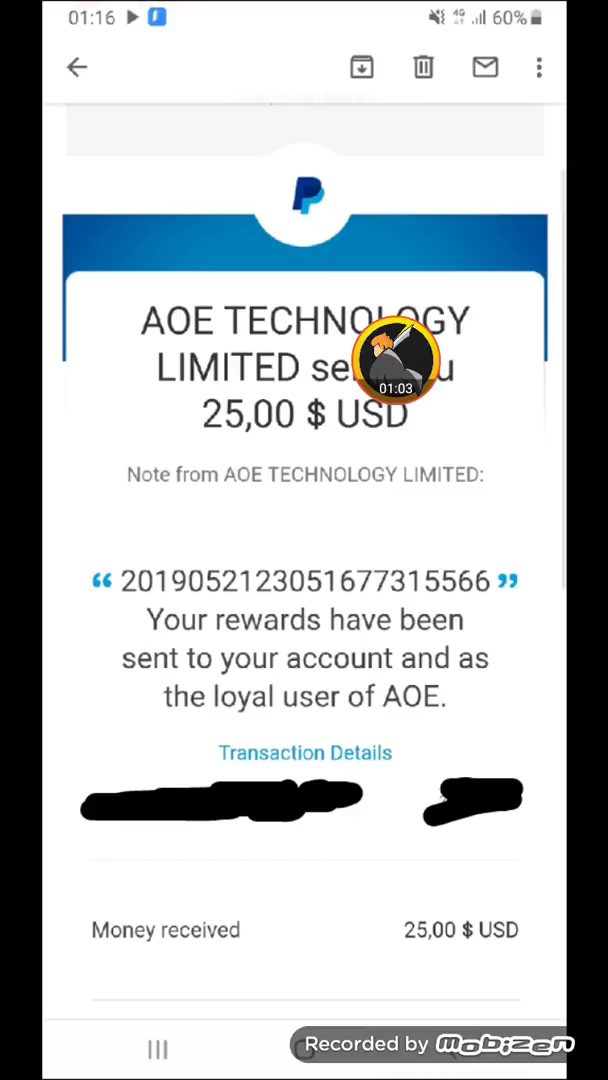 01:16 4G 60%
AOE TECHNOLOGY
LIMITED se u
25,00 $ USD
01:03
Note from AOE TECHNOLOGY LIMITED:
“ 2019052123051677315566 ”
Your rewards have been
sent to your account and as
the loyal user of AOE.
Transaction Details
Money received 25,00 $ USD
Recorded by mobizen